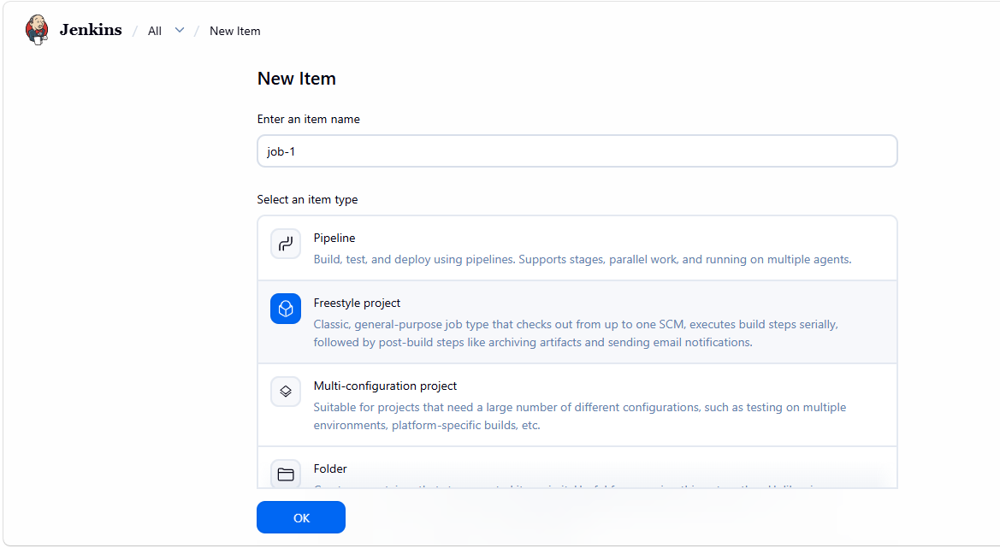 Jenkins / All / New Item
New Item
Enter an item name
job-1
Select an item type
Pipeline
Build, test, and deploy using pipelines. Supports stages, parallel work, and running on multiple agents.
Freestyle project
Classic, general-purpose job type that checks out from up to one SCM, executes build steps serially,
followed by post-build steps like archiving artifacts and sending email notifications.
Multi-configuration project
Suitable for projects that need a large number of different configurations, such as testing on multiple
environments, platform-specific builds, etc.
Folder
OK